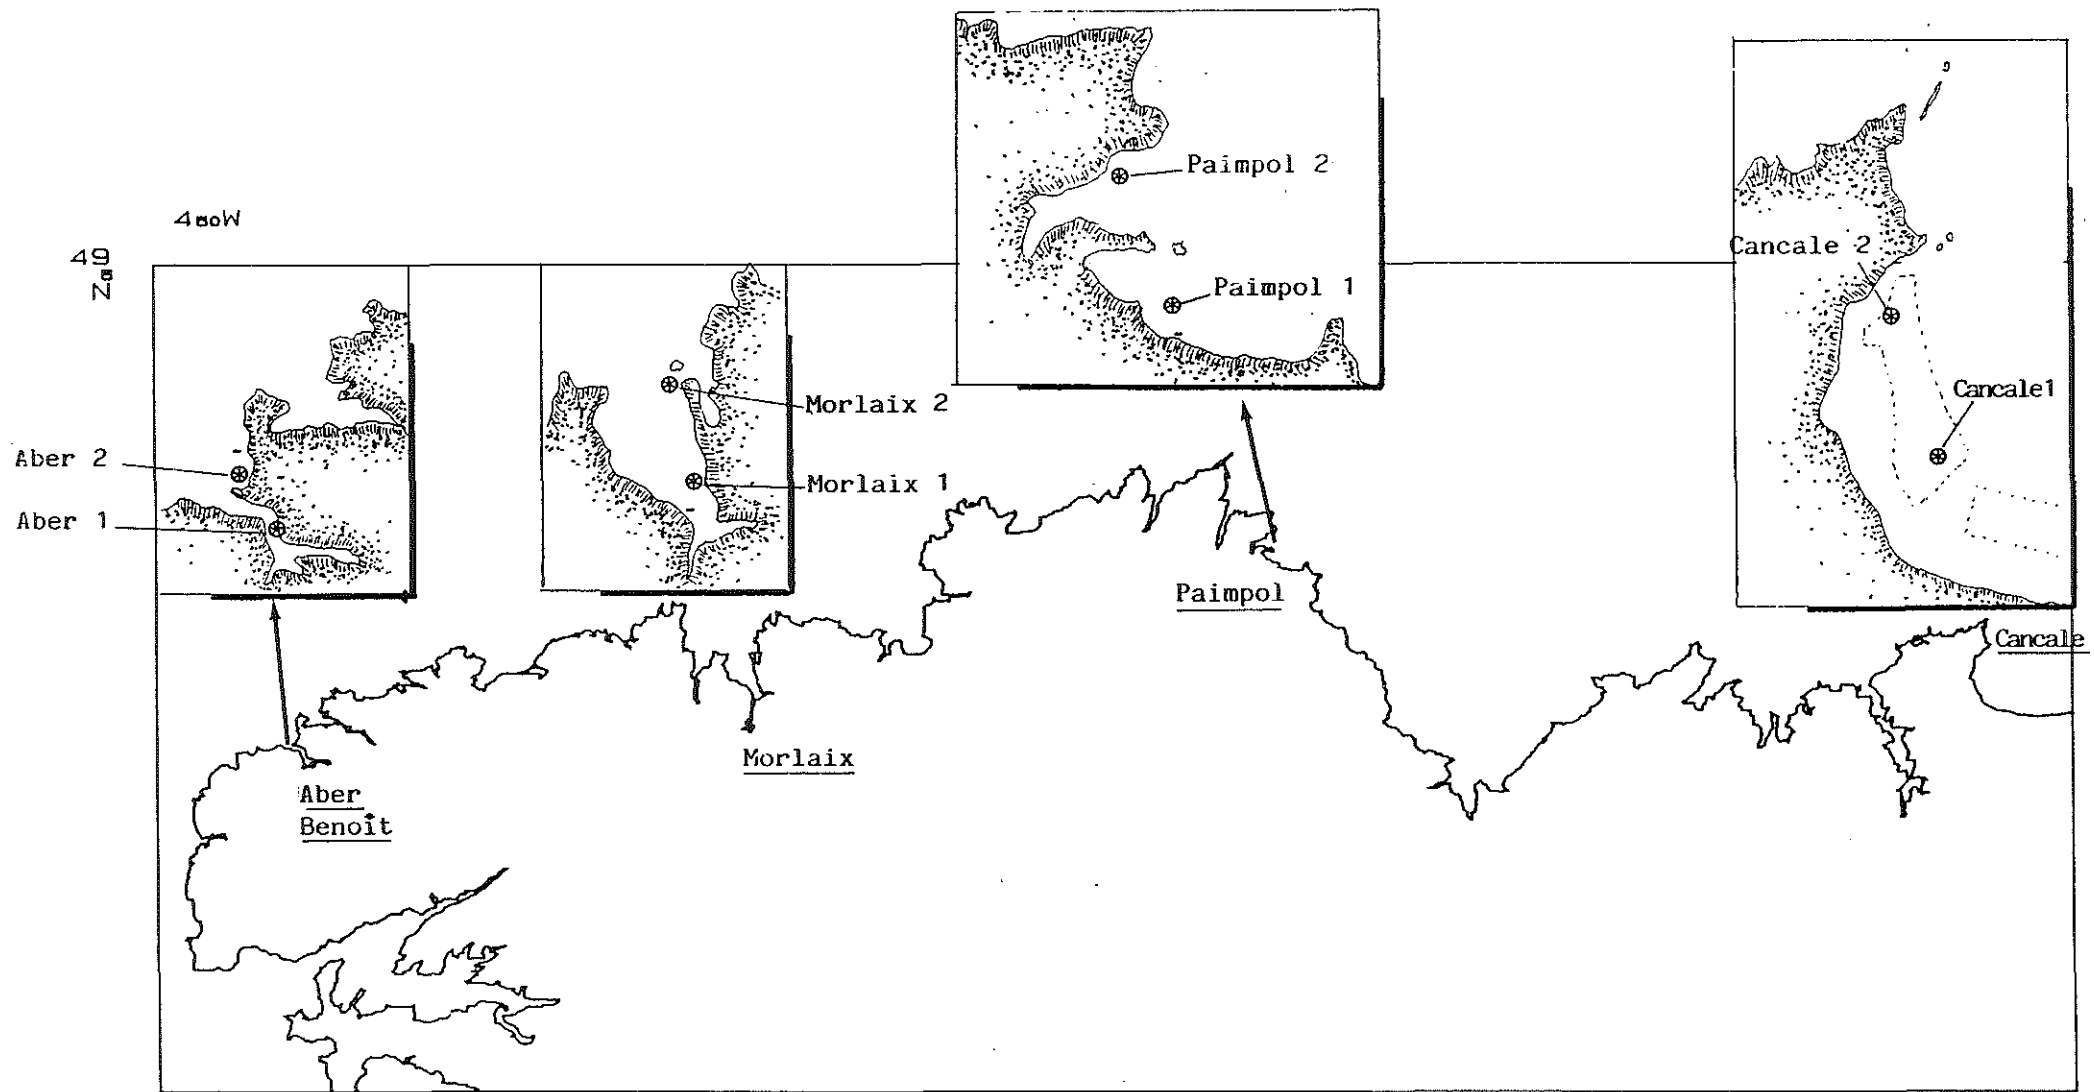 Paimpol 2
4°00W
49
N
Cancale 2
Paimpol 1
Cancale1
Morlaix 2
Aber 2
Morlaix 1
Aber 1
Paimpol
Cancale
Morlaix
Aber
Benoît